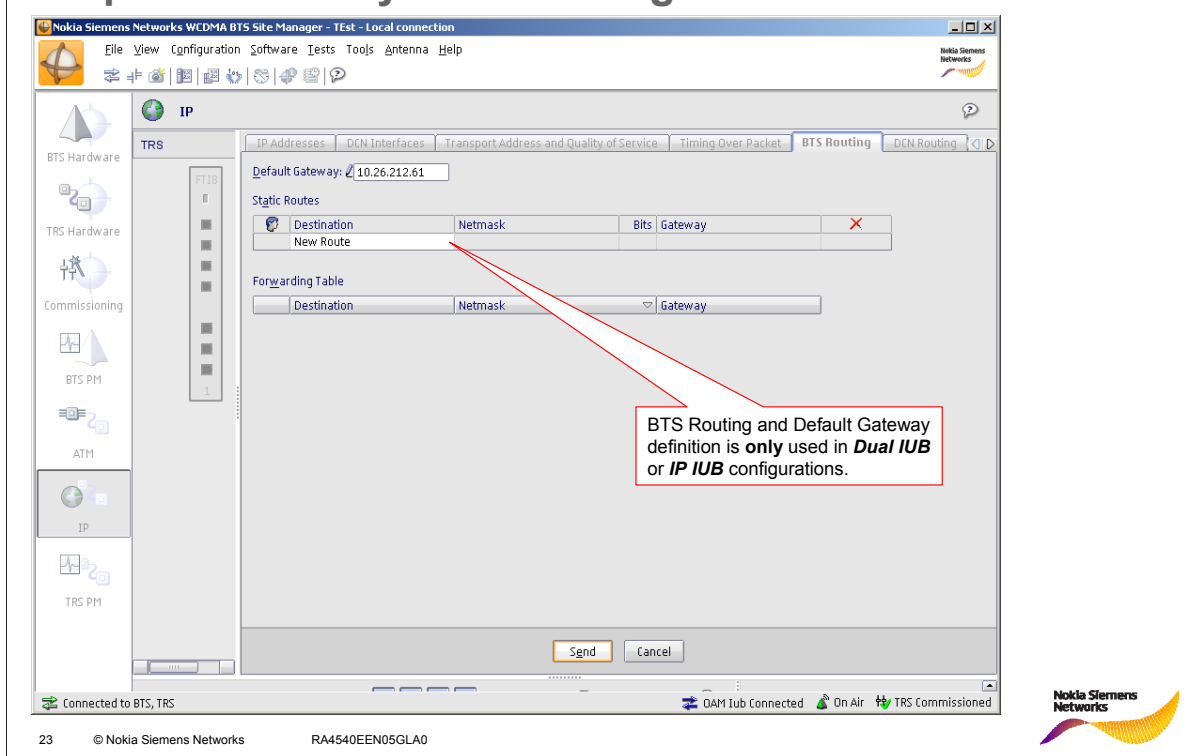 Nokia Siemens Networks WCDMA BTS Site Manager - TEst - Local connection
File View Configuration Software Tests Tools Antenna Help
Nokia Siemens
Networks
IP
BTS Hardware
TRS Hardware
Commissioning
BTS PM
ATM
IP
TRS PM
TRS
FTIB
1
IP Addresses DCN Interfaces Transport Address and Quality of Service Timing Over Packet BTS Routing DCN Routing
Default Gateway: 10.26.212.61
Static Routes
Destination Netmask Bits Gateway
New Route
Forwarding Table
Destination Netmask Gateway
BTS Routing and Default Gateway
definition is only used in Dual IUB
or IP IUB configurations.
Send Cancel
Connected to BTS, TRS OAM Iub Connected On Air TRS Commissioned
Nokia Siemens
Networks
23 © Nokia Siemens Networks RA4540EEN05GLA0